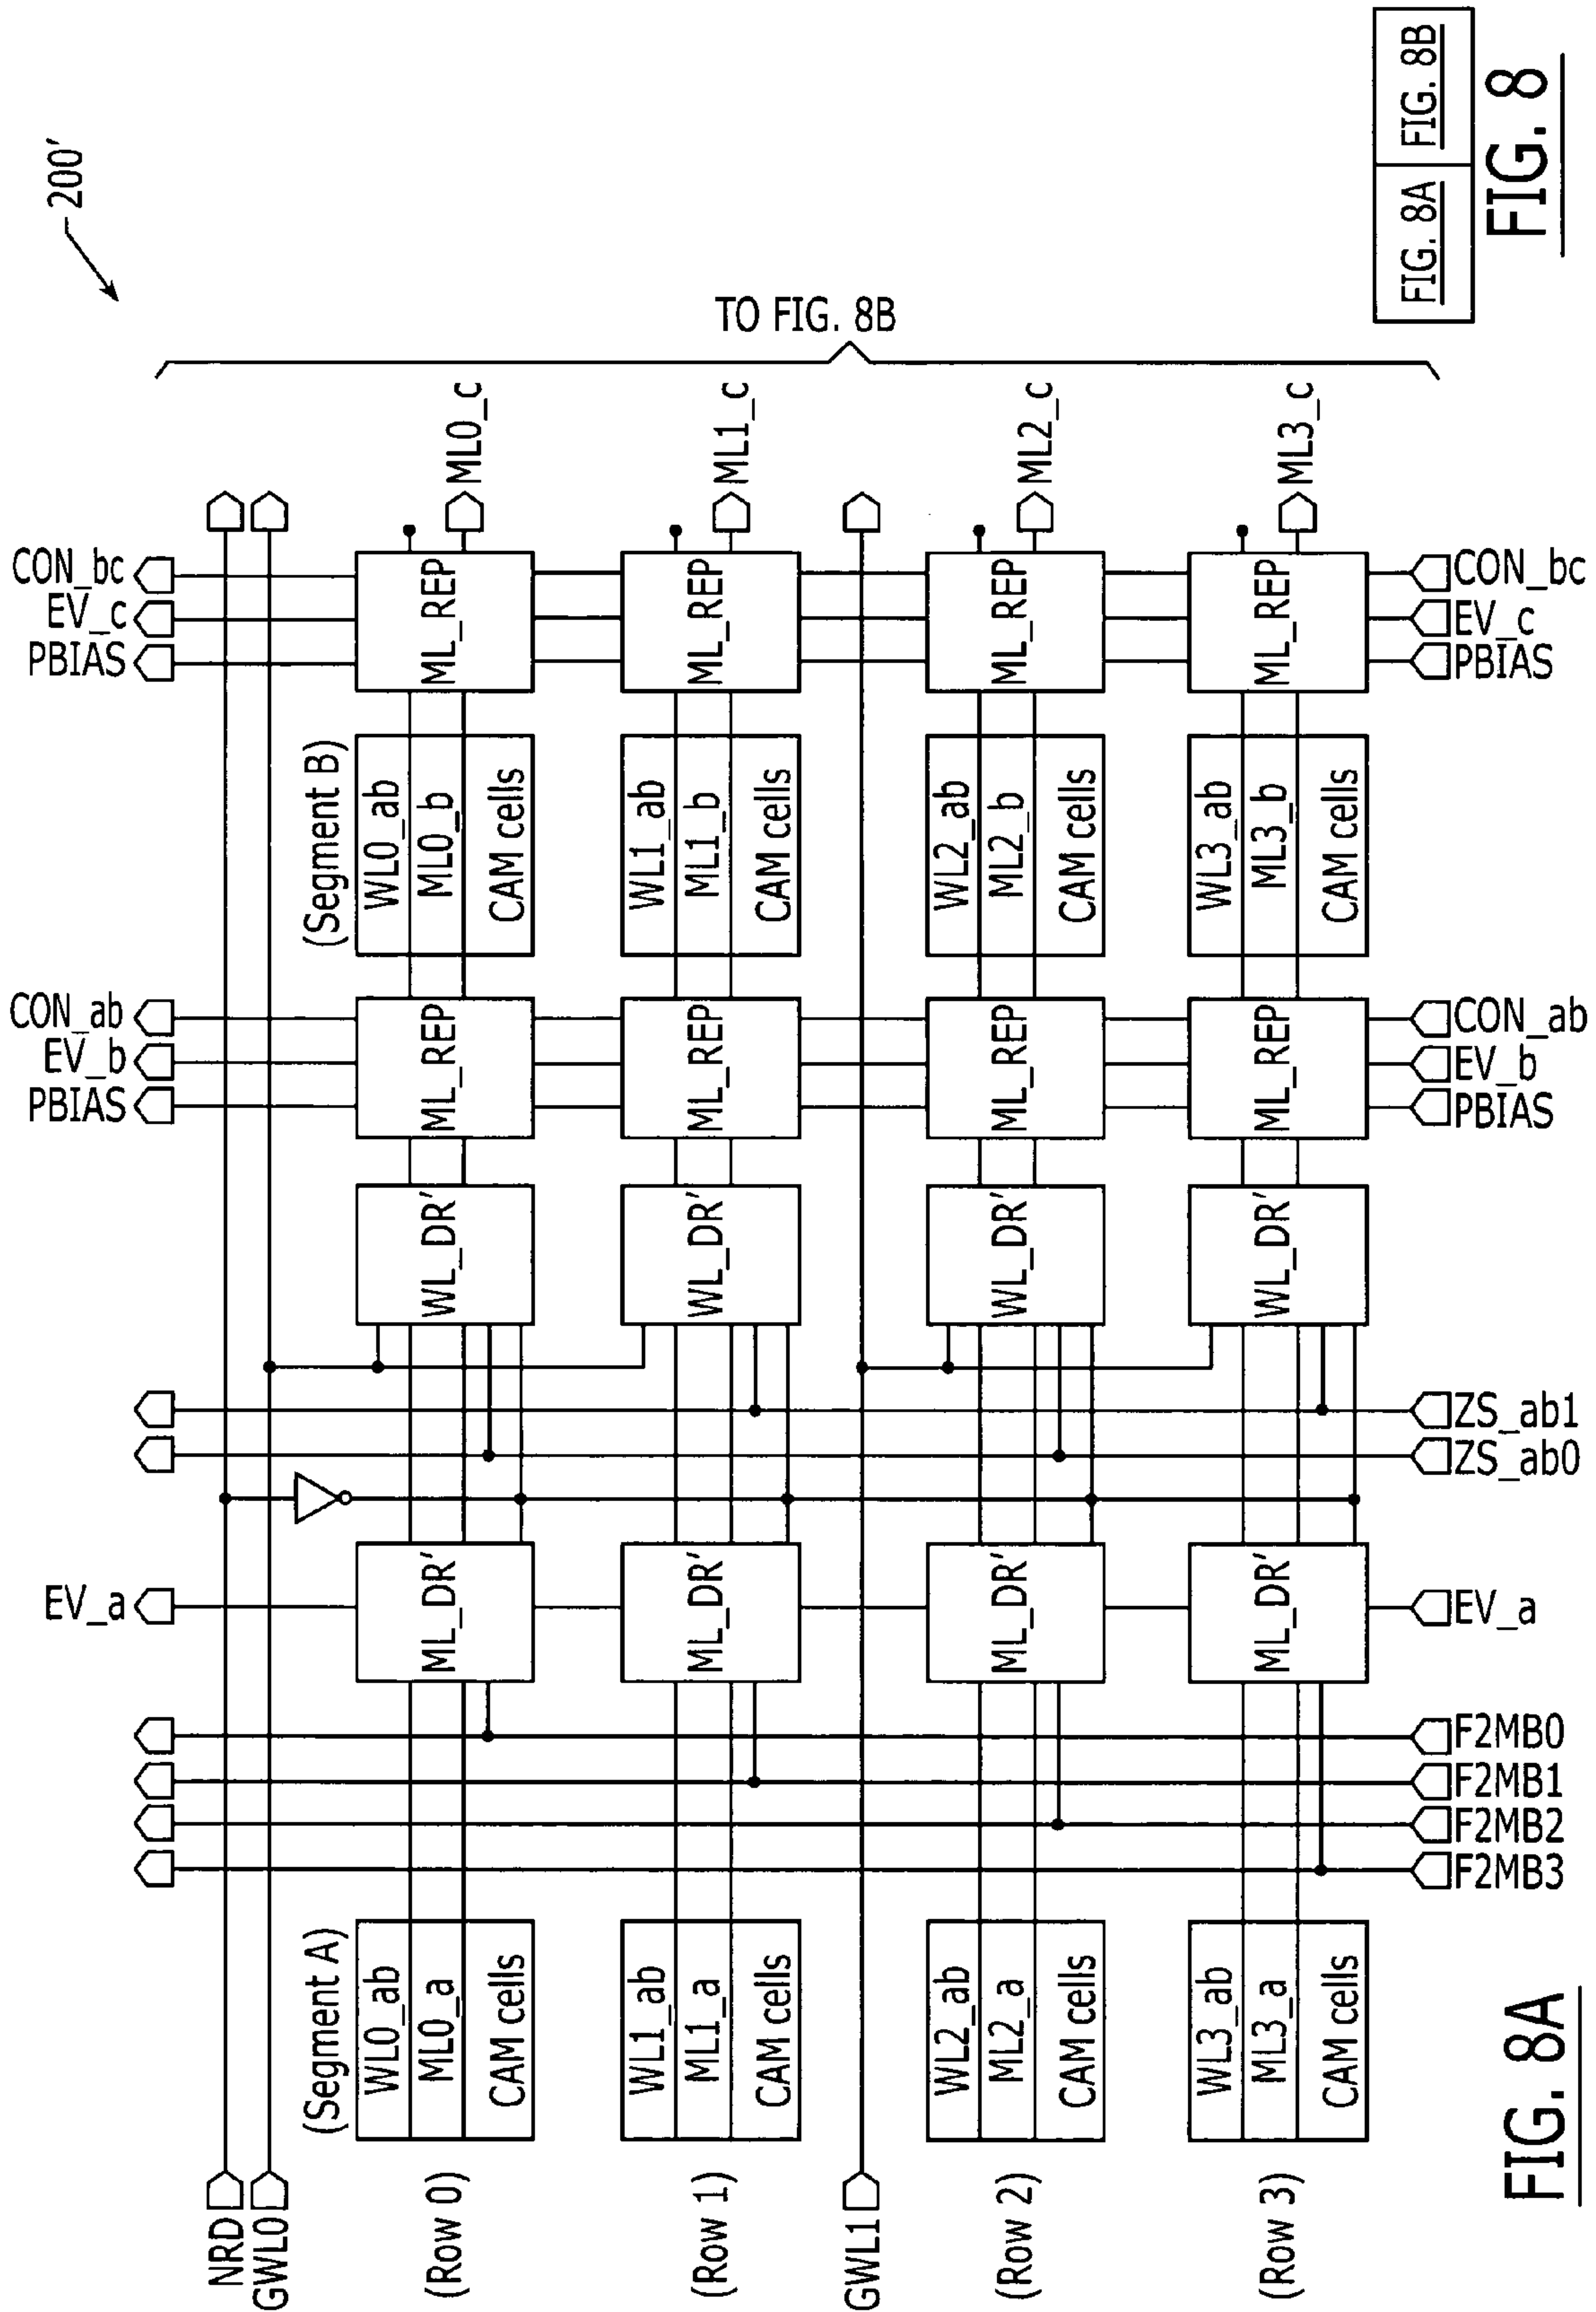 200′
CON_bc
EV_c
PBIAS
CON_ab
EV_b
PBIAS
EV_a
NRD
GWL0
(Segment A)
(Segment B)
(Row 0)
WL0_ab
ML0_a
CAM cells
ML_DR′
WL_DR′
ML_REP
WL0_ab
ML0_b
CAM cells
ML_REP
ML0_c
(Row 1)
WL1_ab
ML1_a
CAM cells
ML_DR′
WL_DR′
ML_REP
WL1_ab
ML1_b
CAM cells
ML_REP
ML1_c
TO FIG. 8B
GWL1
(Row 2)
WL2_ab
ML2_a
CAM cells
ML_DR′
WL_DR′
ML_REP
WL2_ab
ML2_b
CAM cells
ML_REP
ML2_c
(Row 3)
WL3_ab
ML3_a
CAM cells
ML_DR′
WL_DR′
ML_REP
WL3_ab
ML3_b
CAM cells
ML_REP
ML3_c
F2MB3
F2MB2
F2MB1
F2MB0
EV_a
ZS_ab0
ZS_ab1
PBIAS
EV_b
CON_ab
PBIAS
EV_c
CON_bc
FIG. 8A
FIG. 8A
FIG. 8B
FIG. 8